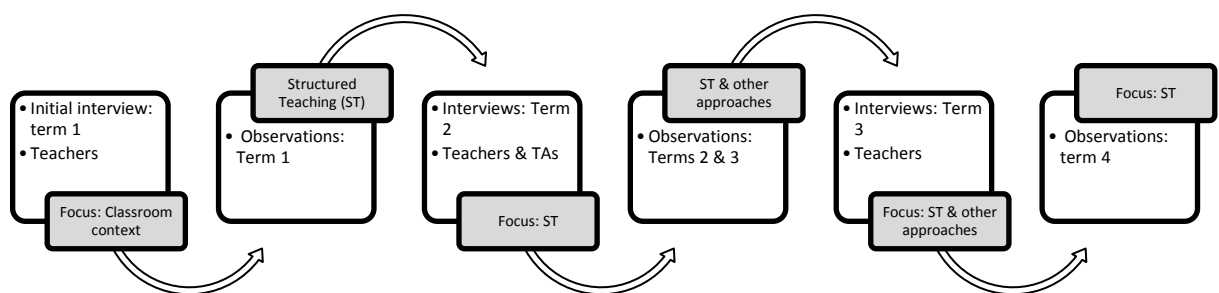 • Initial interview:
term 1
• Teachers
Focus: Classroom
context
Structured
Teaching (ST)
• Observations:
Term 1
• Interviews: Term
2
• Teachers & TAs
Focus: ST
ST & other
approaches
• Observations:
Terms 2 & 3
• Interviews: Term
3
• Teachers
Focus: ST & other
approaches
Focus: ST
• Observations:
term 4